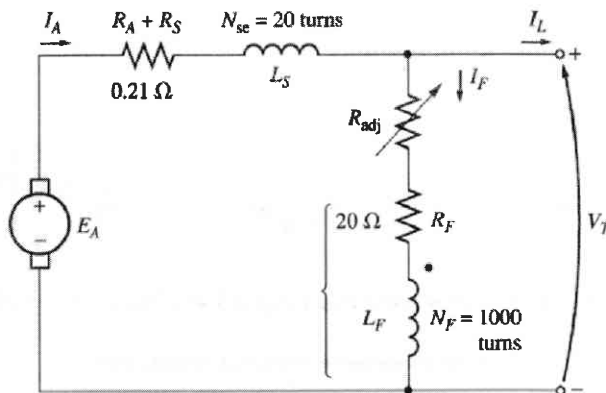 I_A
R_A + R_S
N_se = 20 turns
I_L
+
L_S
0.21 Ω
I_F
R_adj
+
−
E_A
20 Ω
R_F
V_T
L_F
N_F = 1000
turns
−